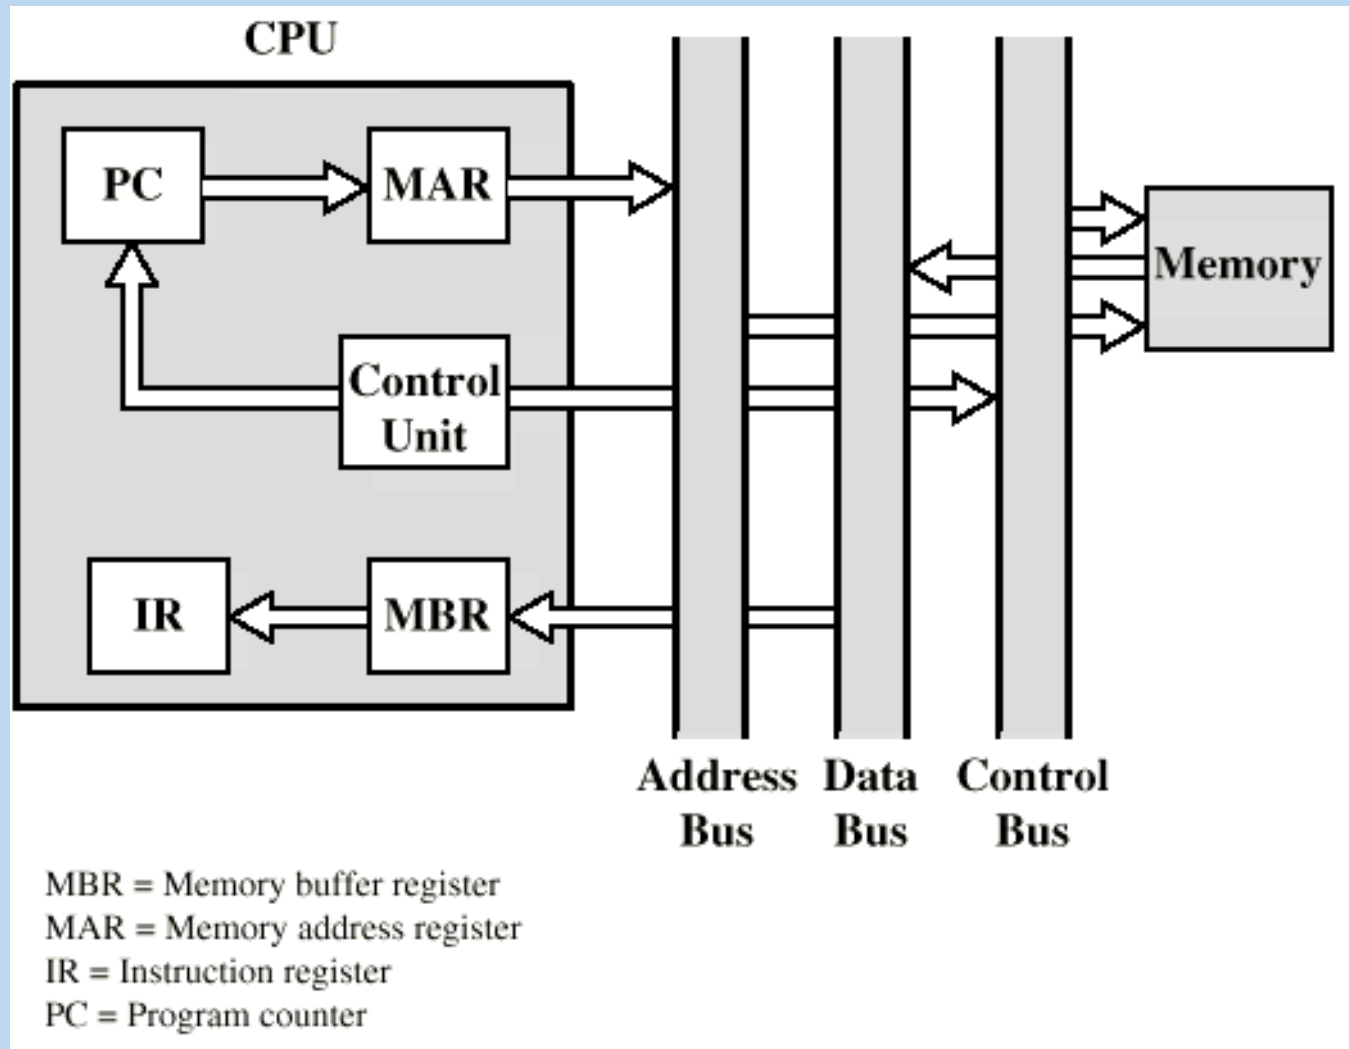 CPU
PC
MAR
Memory
Control
Unit
IR
MBR
Address
Bus
Data
Bus
Control
Bus
MBR = Memory buffer register
MAR = Memory address register
IR = Instruction register
PC = Program counter